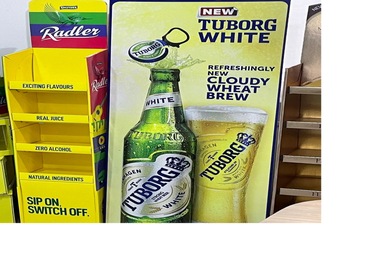 Radler
EXCITING FLAVOURS
REAL JUICE
ZERO ALCOHOL
NATURAL INGREDIENTS
SIP ON,
SWITCH OFF.
NEW
TUBORG
WHITE
REFRESHINGLY
NEW
CLOUDY
WHEAT
BREW
TUBORG
WHITE
TUBORG
TUBORG
WHITE
TUBORG